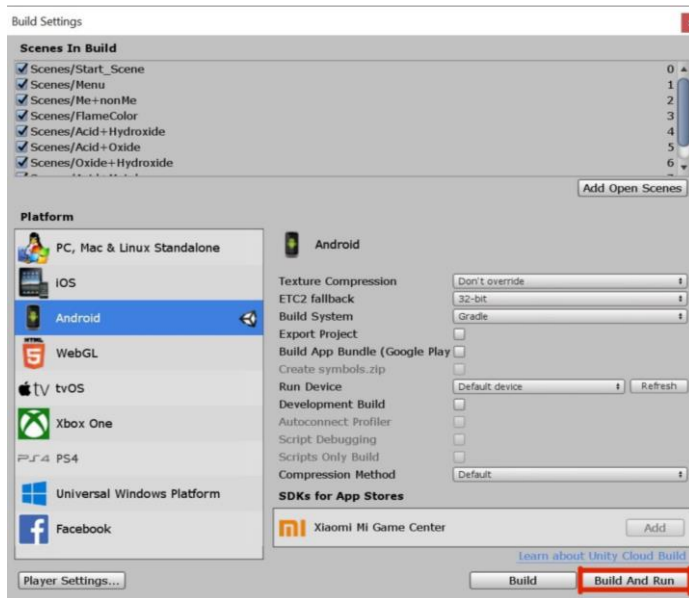 Build Settings
Scenes In Build
Scenes/Start_Scene 0
Scenes/Menu 1
Scenes/Me+nonMe 2
Scenes/FlameColor 3
Scenes/Acid+Hydroxide 4
Scenes/Acid+Oxide 5
Scenes/Oxide+Hydroxide 6
Add Open Scenes
Platform
PC, Mac & Linux Standalone
iOS
Android
HTML
5
WebGL
tv tvOS
Xbox One
PS4 PS4
Universal Windows Platform
f Facebook
Android
Texture Compression Don't override
ETC2 fallback 32-bit
Build System Gradle
Export Project
Build App Bundle (Google Play
Create symbols.zip
Run Device Default device Refresh
Development Build
Autoconnect Profiler
Script Debugging
Scripts Only Build
Compression Method Default
SDKs for App Stores
Xiaomi Mi Game Center Add
Learn about Unity Cloud Build
Player Settings... Build Build And Run